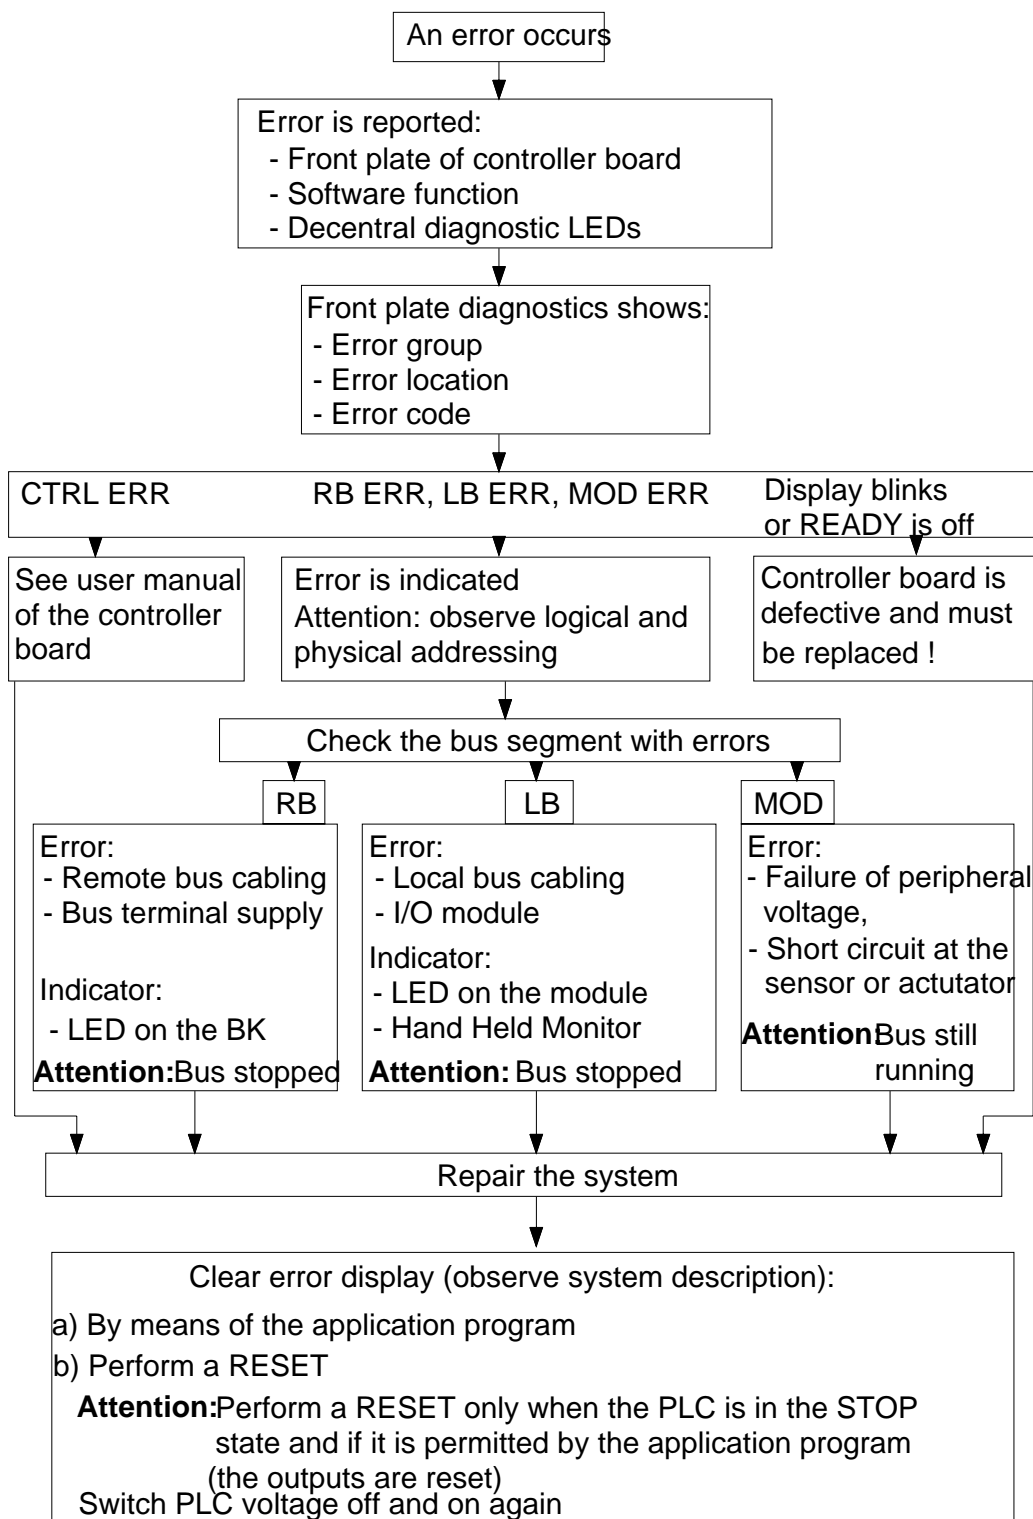 An error occurs
Error is reported:
- Front plate of controller board
- Software function
- Decentral diagnostic LEDs
Front plate diagnostics shows:
- Error group
- Error location
- Error code
CTRL ERR
RB ERR, LB ERR, MOD ERR
Display blinks
or READY is off
See user manual
of the controller
board
Error is indicated
Attention: observe logical and
physical addressing
Controller board is
defective and must
be replaced !
Check the bus segment with errors
RB
LB
MOD
Error:
- Remote bus cabling
- Bus terminal supply
Indicator:
- LED on the BK
Attention: Bus stopped
Error:
- Local bus cabling
- I/O module
Indicator:
- LED on the module
- Hand Held Monitor
Attention: Bus stopped
Error:
- Failure of peripheral
voltage,
- Short circuit at the
sensor or actutator
Attention: Bus still
running
Repair the system
Clear error display (observe system description):
a) By means of the application program
b) Perform a RESET
Attention: Perform a RESET only when the PLC is in the STOP
state and if it is permitted by the application program
(the outputs are reset)
Switch PLC voltage off and on again